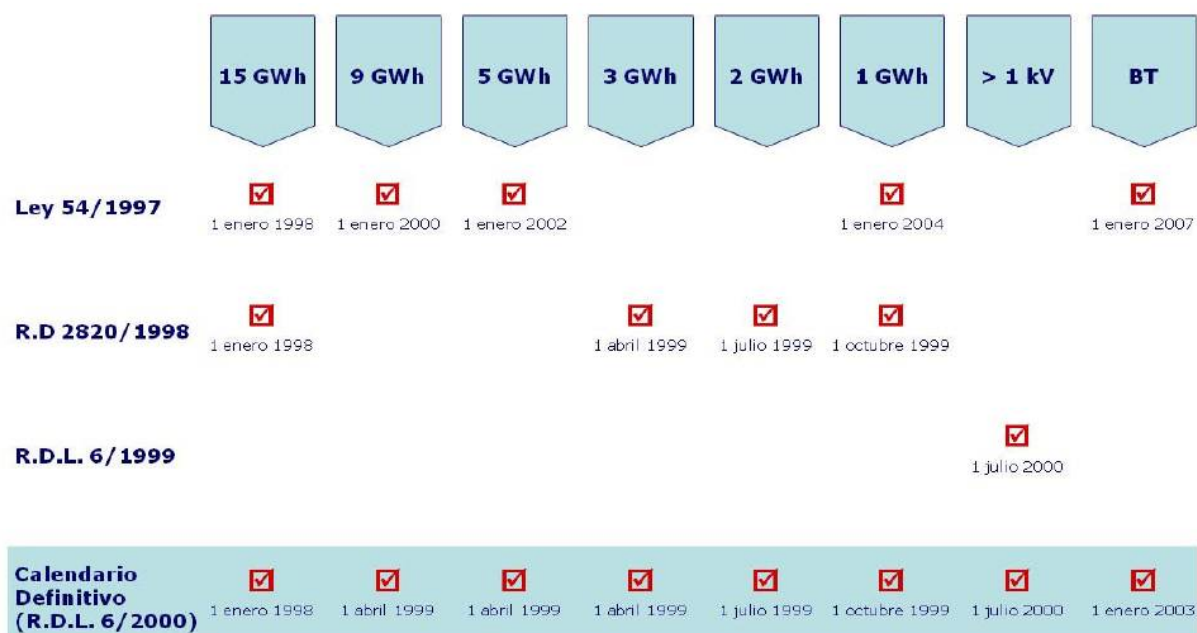 15 GWh 9 GWh 5 GWh 3 GWh 2 GWh 1 GWh > 1 kV BT
Ley 54/1997
1 enero 1998 1 enero 2000 1 enero 2002 1 enero 2004 1 enero 2007
R.D 2820/1998
1 enero 1998 1 abril 1999 1 julio 1999 1 octubre 1999
R.D.L. 6/1999
1 julio 2000
Calendario
Definitivo
(R.D.L. 6/2000)
1 enero 1998 1 abril 1999 1 abril 1999 1 abril 1999 1 julio 1999 1 octubre 1999 1 julio 2000 1 enero 2003